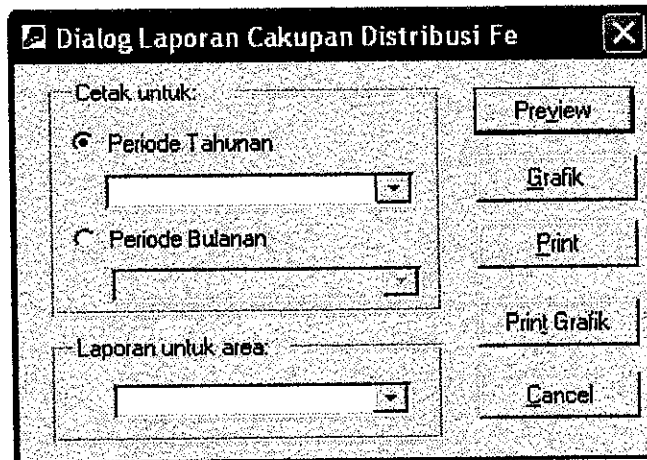 Dialog Laporan Cakupan Distribusi Fe
Cetak untuk:
Periode Tahunan
Periode Bulanan
Laporan untuk area:
Preview
Grafik
Print
Print Grafik
Cancel